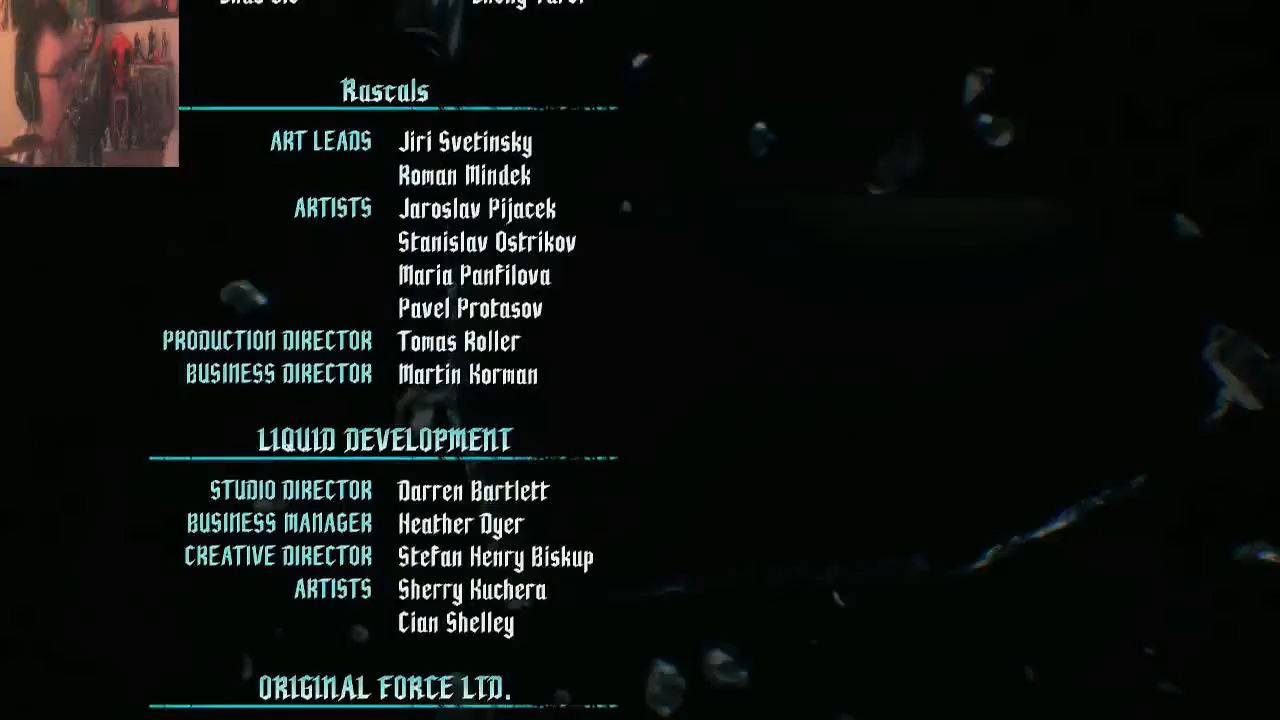 Rascals
ART LEADS Jiri Svetinsky
Roman Mindek
ARTISTS Jaroslav Pijacek
Stanislav Ostrikov
Maria Panfilova
Pavel Protasov
PRODUCTION DIRECTOR Tomas Roller
BUSINESS DIRECTOR Martin Korman
LIQUID DEVELOPMENT
STUDIO DIRECTOR Darren Bartlett
BUSINESS MANAGER Heather Dyer
CREATIVE DIRECTOR Stefan Henry Biskup
ARTISTS Sherry Kuchera
Cian Shelley
ORIGINAL FORCE LTD.